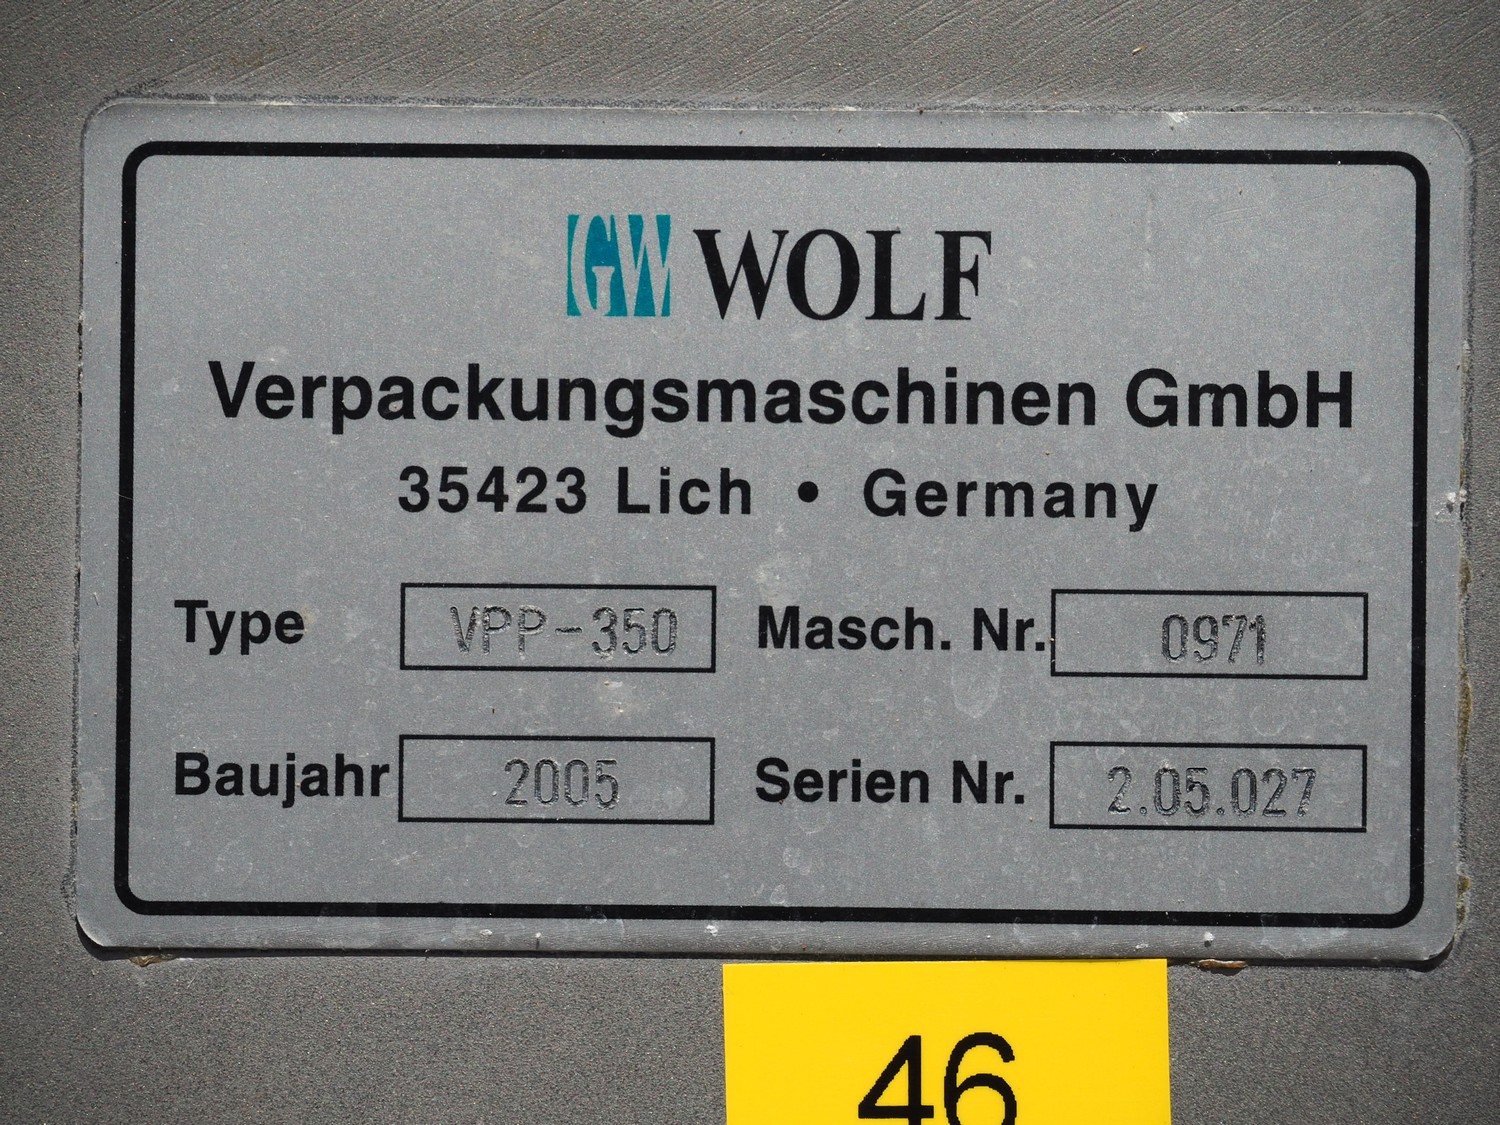 GW WOLF
Verpackungsmaschinen GmbH
35423 Lich • Germany
Type VPP-350 Masch. Nr. 0971
Baujahr 2005 Serien Nr. 2.05.027
46